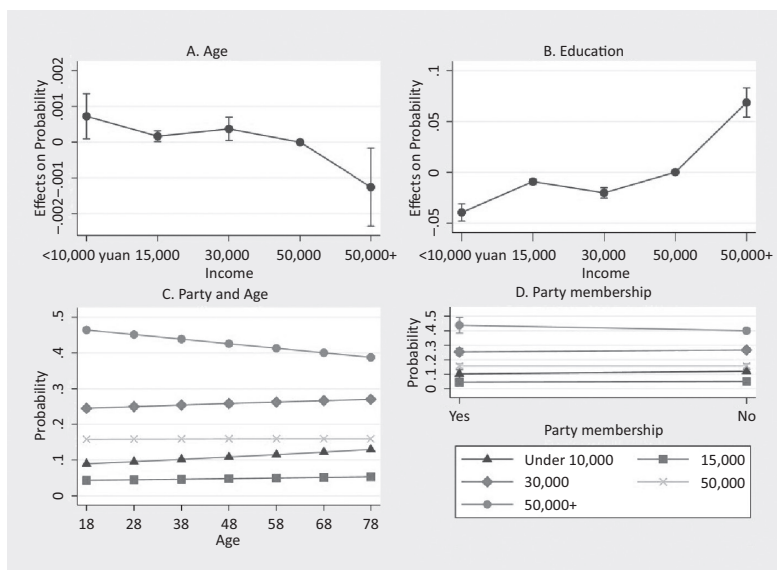 A. Age
Effects on Probability
.002
.001
0
-.001
-.002
<10,000 yuan 15,000 30,000 50,000 50,000+
Income
B. Education
Effects on Probability
.1
.05
0
-.05
<10,000 yuan 15,000 30,000 50,000 50,000+
Income
C. Party and Age
Probability
.5
.4
.3
.2
.1
0
18 28 38 48 58 68 78
Age
D. Party membership
Probability
0.1.2.3.4.5
Yes No
Party membership
Under 10,000 15,000
30,000 50,000
50,000+